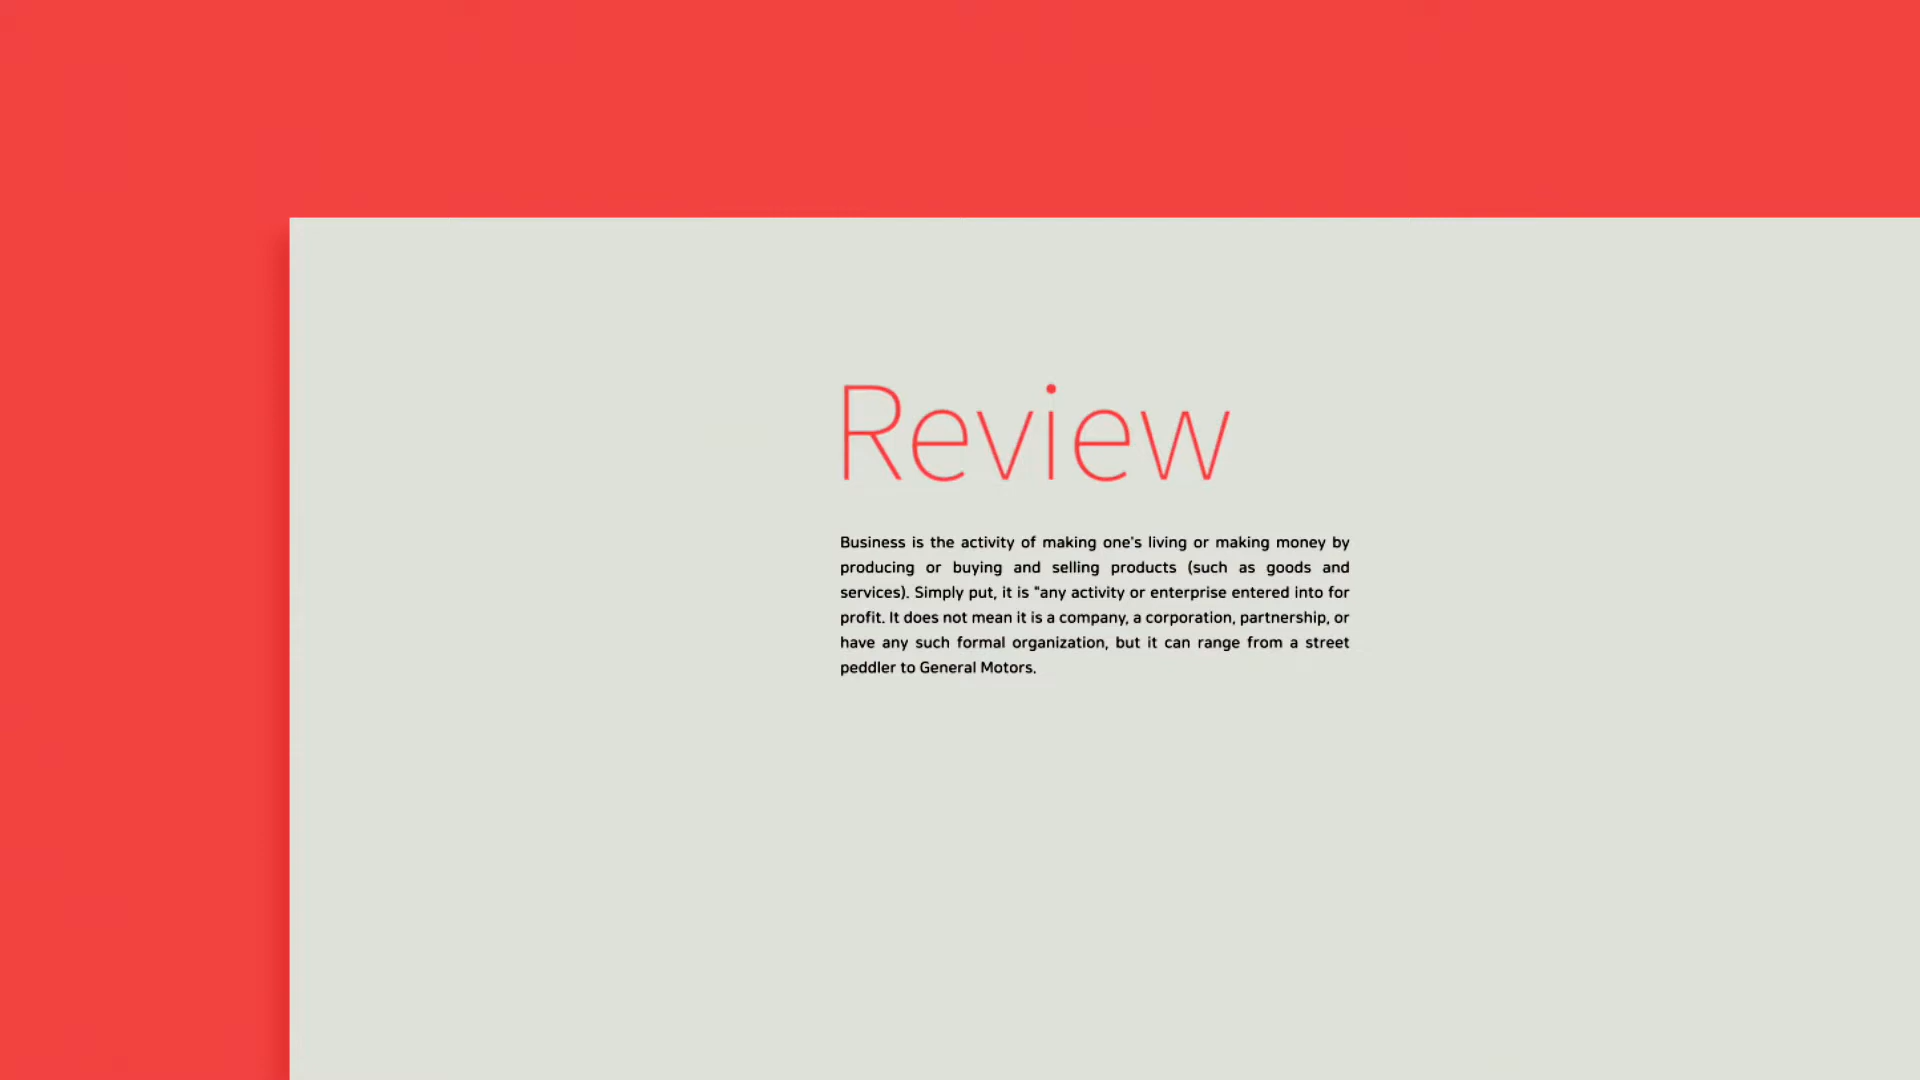 Review
Business is the activity of making one's living or making money by
producing or buying and selling products (such as goods and
services). Simply put, it is "any activity or enterprise entered into for
profit. It does not mean it is a company, a corporation, partnership, or
have any such formal organization, but it can range from a street
peddler to General Motors.